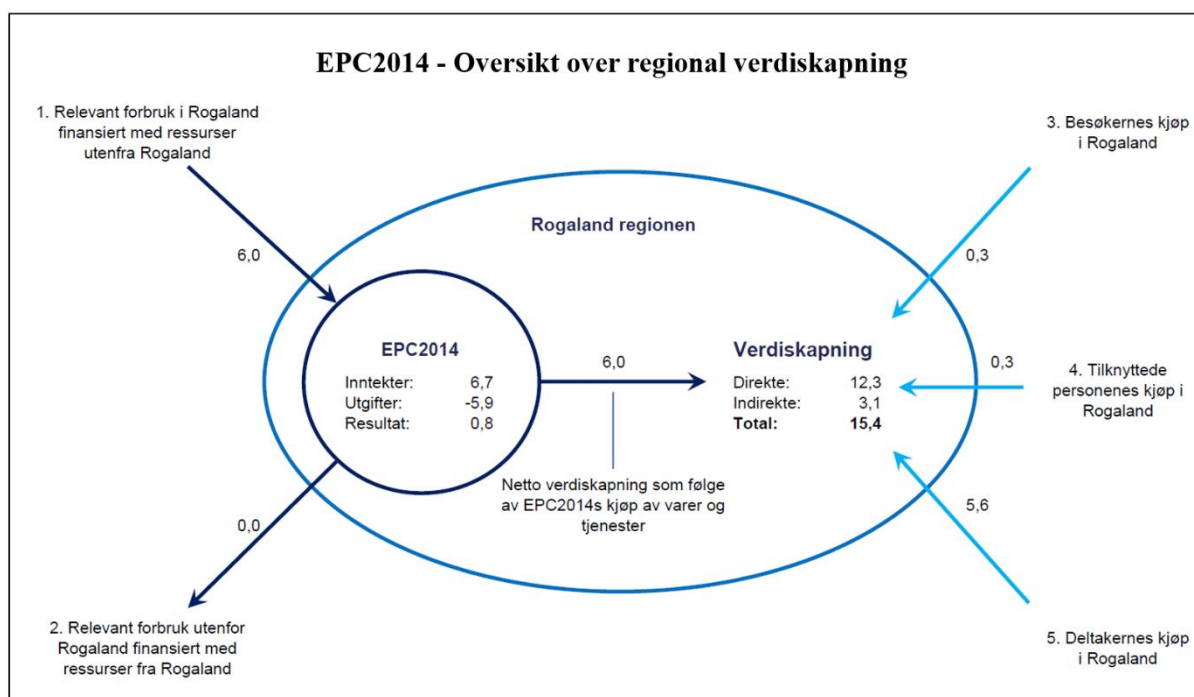 EPC2014 - Oversikt over regional verdiskapning
1. Relevant forbruk i Rogaland
finansiert med ressurser
utenfra Rogaland
3. Besøkernes kjøp
i Rogaland
Rogaland regionen
6,0
0,3
EPC2014
Inntekter: 6,7
Utgifter: -5,9
Resultat: 0,8
6,0
Verdiskapning
Direkte: 12,3
Indirekte: 3,1
Total: 15,4
0,3
4. Tilknyttede
personenes kjøp i
Rogaland
Netto verdiskapning som følge
av EPC2014s kjøp av varer og
tjenester
0,0
5,6
2. Relevant forbruk utenfor
Rogaland finansiert med
ressurser fra Rogaland
5. Deltakernes kjøp
i Rogaland